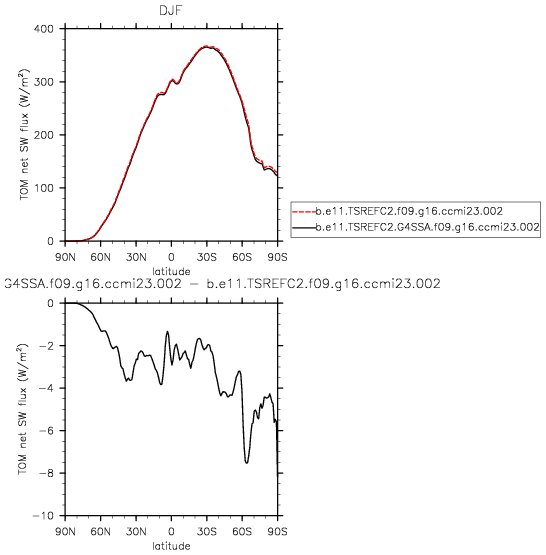 DJF
400
300
200
100
0
TOM net SW flux (W/m²)
90N 60N 30N 0 30S 60S 90S
latitude
b.e11.TSREFC2.f09.g16.ccmi23.002
b.e11.TSREFC2.G4SSA.f09.g16.ccmi23.002
G4SSA.f09.g16.ccmi23.002 − b.e11.TSREFC2.f09.g16.ccmi23.002
0
−2
−4
−6
−8
−10
TOM net SW flux (W/m²)
90N 60N 30N 0 30S 60S 90S
latitude